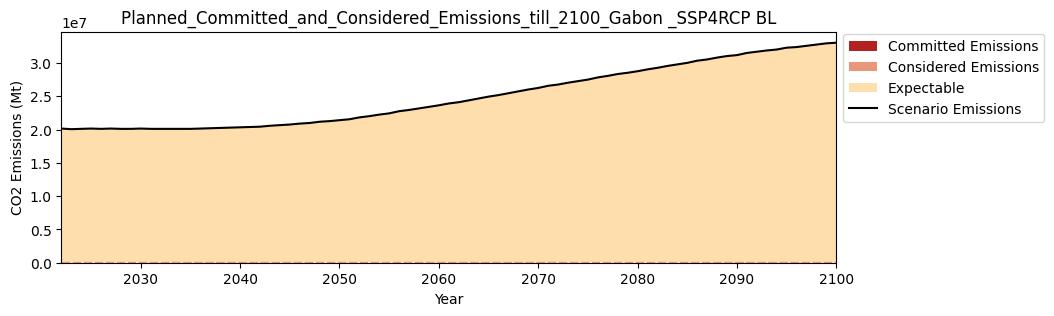 Planned_Committed_and_Considered_Emissions_till_2100_Gabon _SSP4RCP BL
1e7
3.0
2.5
2.0
1.5
1.0
0.5
0.0
CO2 Emissions (Mt)
2030 2040 2050 2060 2070 2080 2090 2100
Year
Committed Emissions
Considered Emissions
Expectable
Scenario Emissions